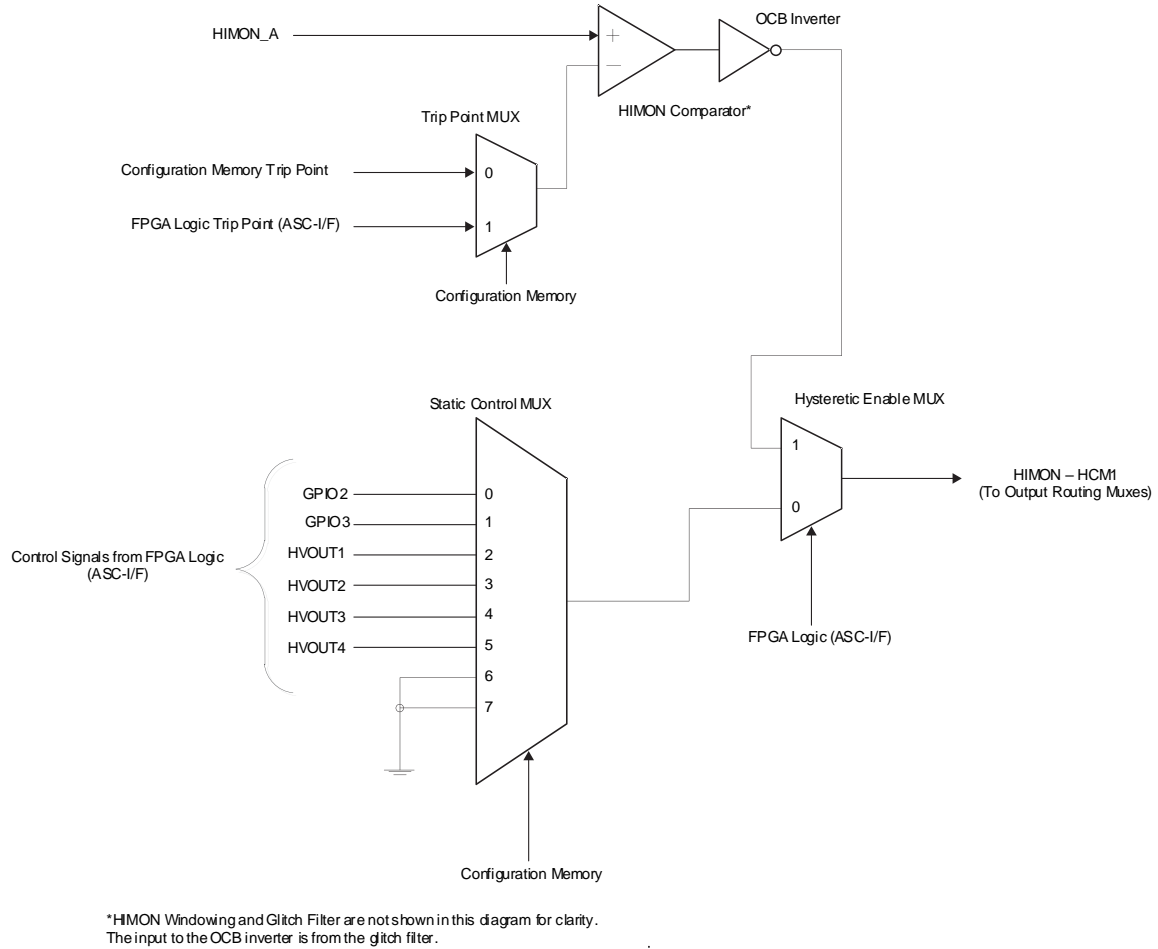 OCB Inverter
HIMON_A
+
–
HIMON Comparator*
Trip Point MUX
Configuration Memory Trip Point
0
FPGA Logic Trip Point (ASC-I/F)
1
Configuration Memory
Static Control MUX
Hysteretic Enable MUX
1
HIMON – HCM1
(To Output Routing Muxes)
0
FPGA Logic (ASC-I/F)
Control Signals from FPGA Logic
(ASC-I/F)
GPIO2
0
GPIO3
1
HVOUT1
2
HVOUT2
3
HVOUT3
4
HVOUT4
5
6
7
Configuration Memory
*HIMON Windowing and Glitch Filter are not shown in this diagram for clarity.
The input to the OCB inverter is from the glitch filter.